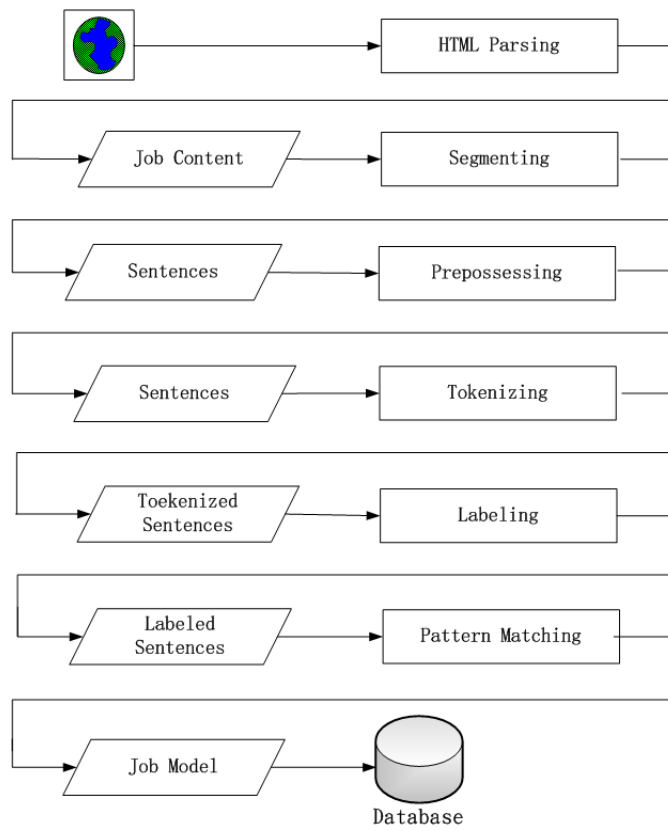 HTML Parsing
Job Content
Segmenting
Sentences
Prepossessing
Sentences
Tokenizing
Toekenized
Sentences
Labeling
Labeled
Sentences
Pattern Matching
Job Model
Database